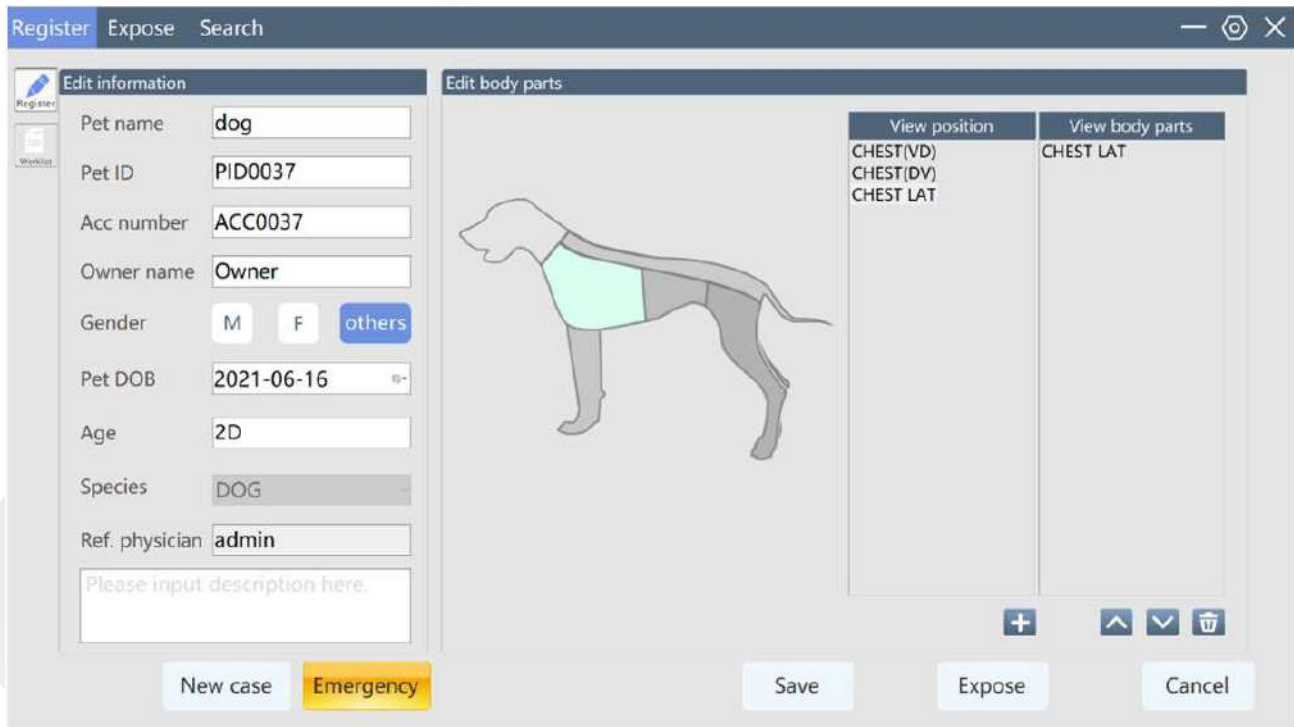 Register Expose Search
Register
Worklist
Edit information
Pet name dog
Pet ID PID0037
Acc number ACC0037
Owner name Owner
Gender M F others
Pet DOB 2021-06-16
Age 2D
Species DOG
Ref. physician admin
Please input description here.
New case Emergency
Edit body parts
View position View body parts
CHEST(VD) CHEST LAT
CHEST(DV)
CHEST LAT
Save Expose Cancel